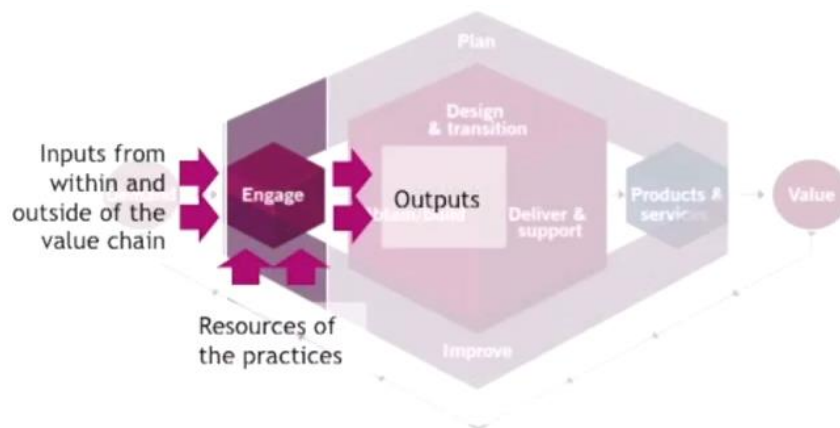 Plan
Design
& transition
Inputs from
within and
outside of the
value chain
Engage
Outputs
Deliver &
support
Products &
services
Value
Resources of
the practices
Improve